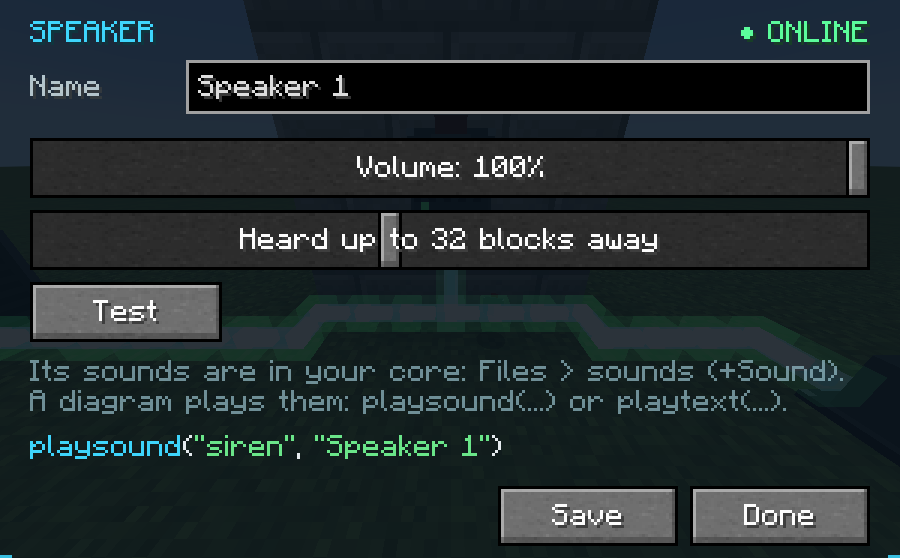 SPEAKER
• ONLINE
Name
Speaker 1
Volume: 100%
Heard up to 32 blocks away
Test
Its sounds are in your core: Files > sounds (+Sound).
A diagram plays them: playsound(...) or playtext(...).
playsound("siren", "Speaker 1")
Save
Done